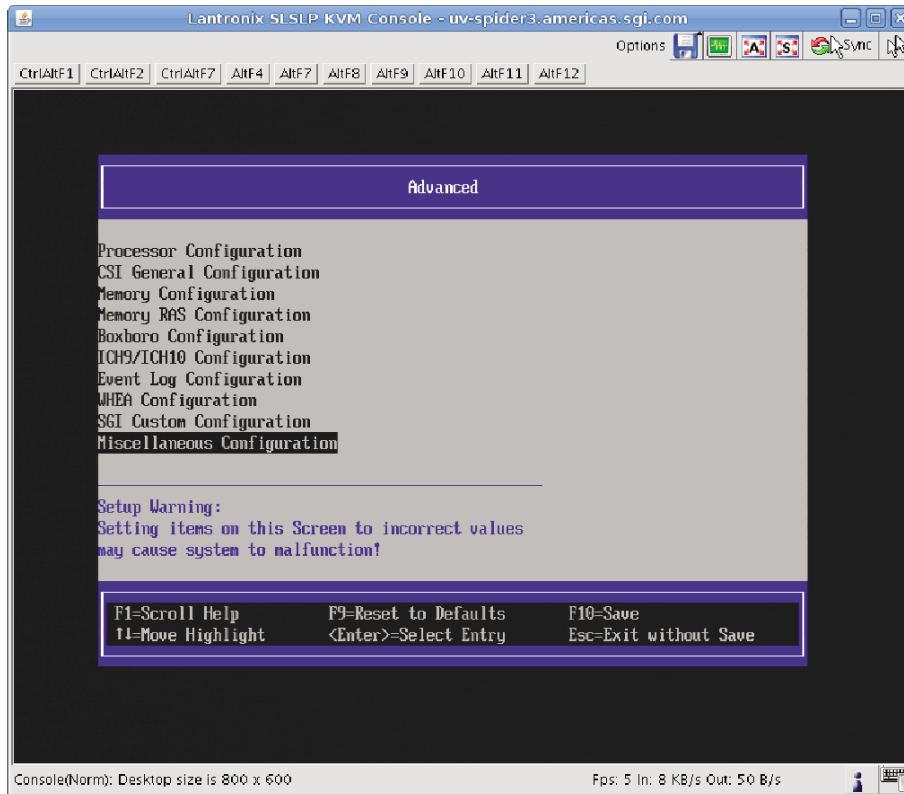 Lantronix SLSLP KVM Console - uv-spider3.americas.sgi.com
Options A S Sync
CtrlAltF1 CtrlAltF2 CtrlAltF7 AltF4 AltF7 AltF8 AltF9 AltF10 AltF11 AltF12
Advanced
Processor Configuration
CSI General Configuration
Memory Configuration
Memory RAS Configuration
Boxboro Configuration
ICH9/ICH10 Configuration
Event Log Configuration
WHEA Configuration
SGI Custom Configuration
Miscellaneous Configuration
Setup Warning:
Setting items on this Screen to incorrect values
may cause system to malfunction!
F1=Scroll Help F9=Reset to Defaults F10=Save
↑↓=Move Highlight <Enter>=Select Entry Esc=Exit without Save
Console(Norm): Desktop size is 800 x 600 Fps: 5 In: 8 KB/s Out: 50 B/s